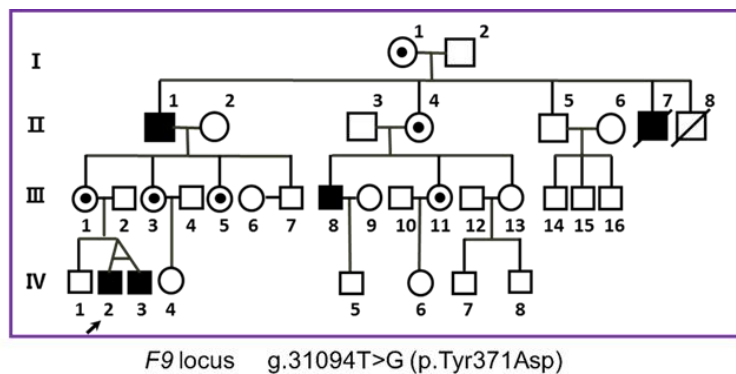 1 2
I
1 2 3 4 5 6 7 8
II
III
1 2 3 4 5 6 7 8 9 10 11 12 13 14 15 16
IV
1 2 3 4 5 6 7 8
F9 locus g.31094T>G (p.Tyr371Asp)